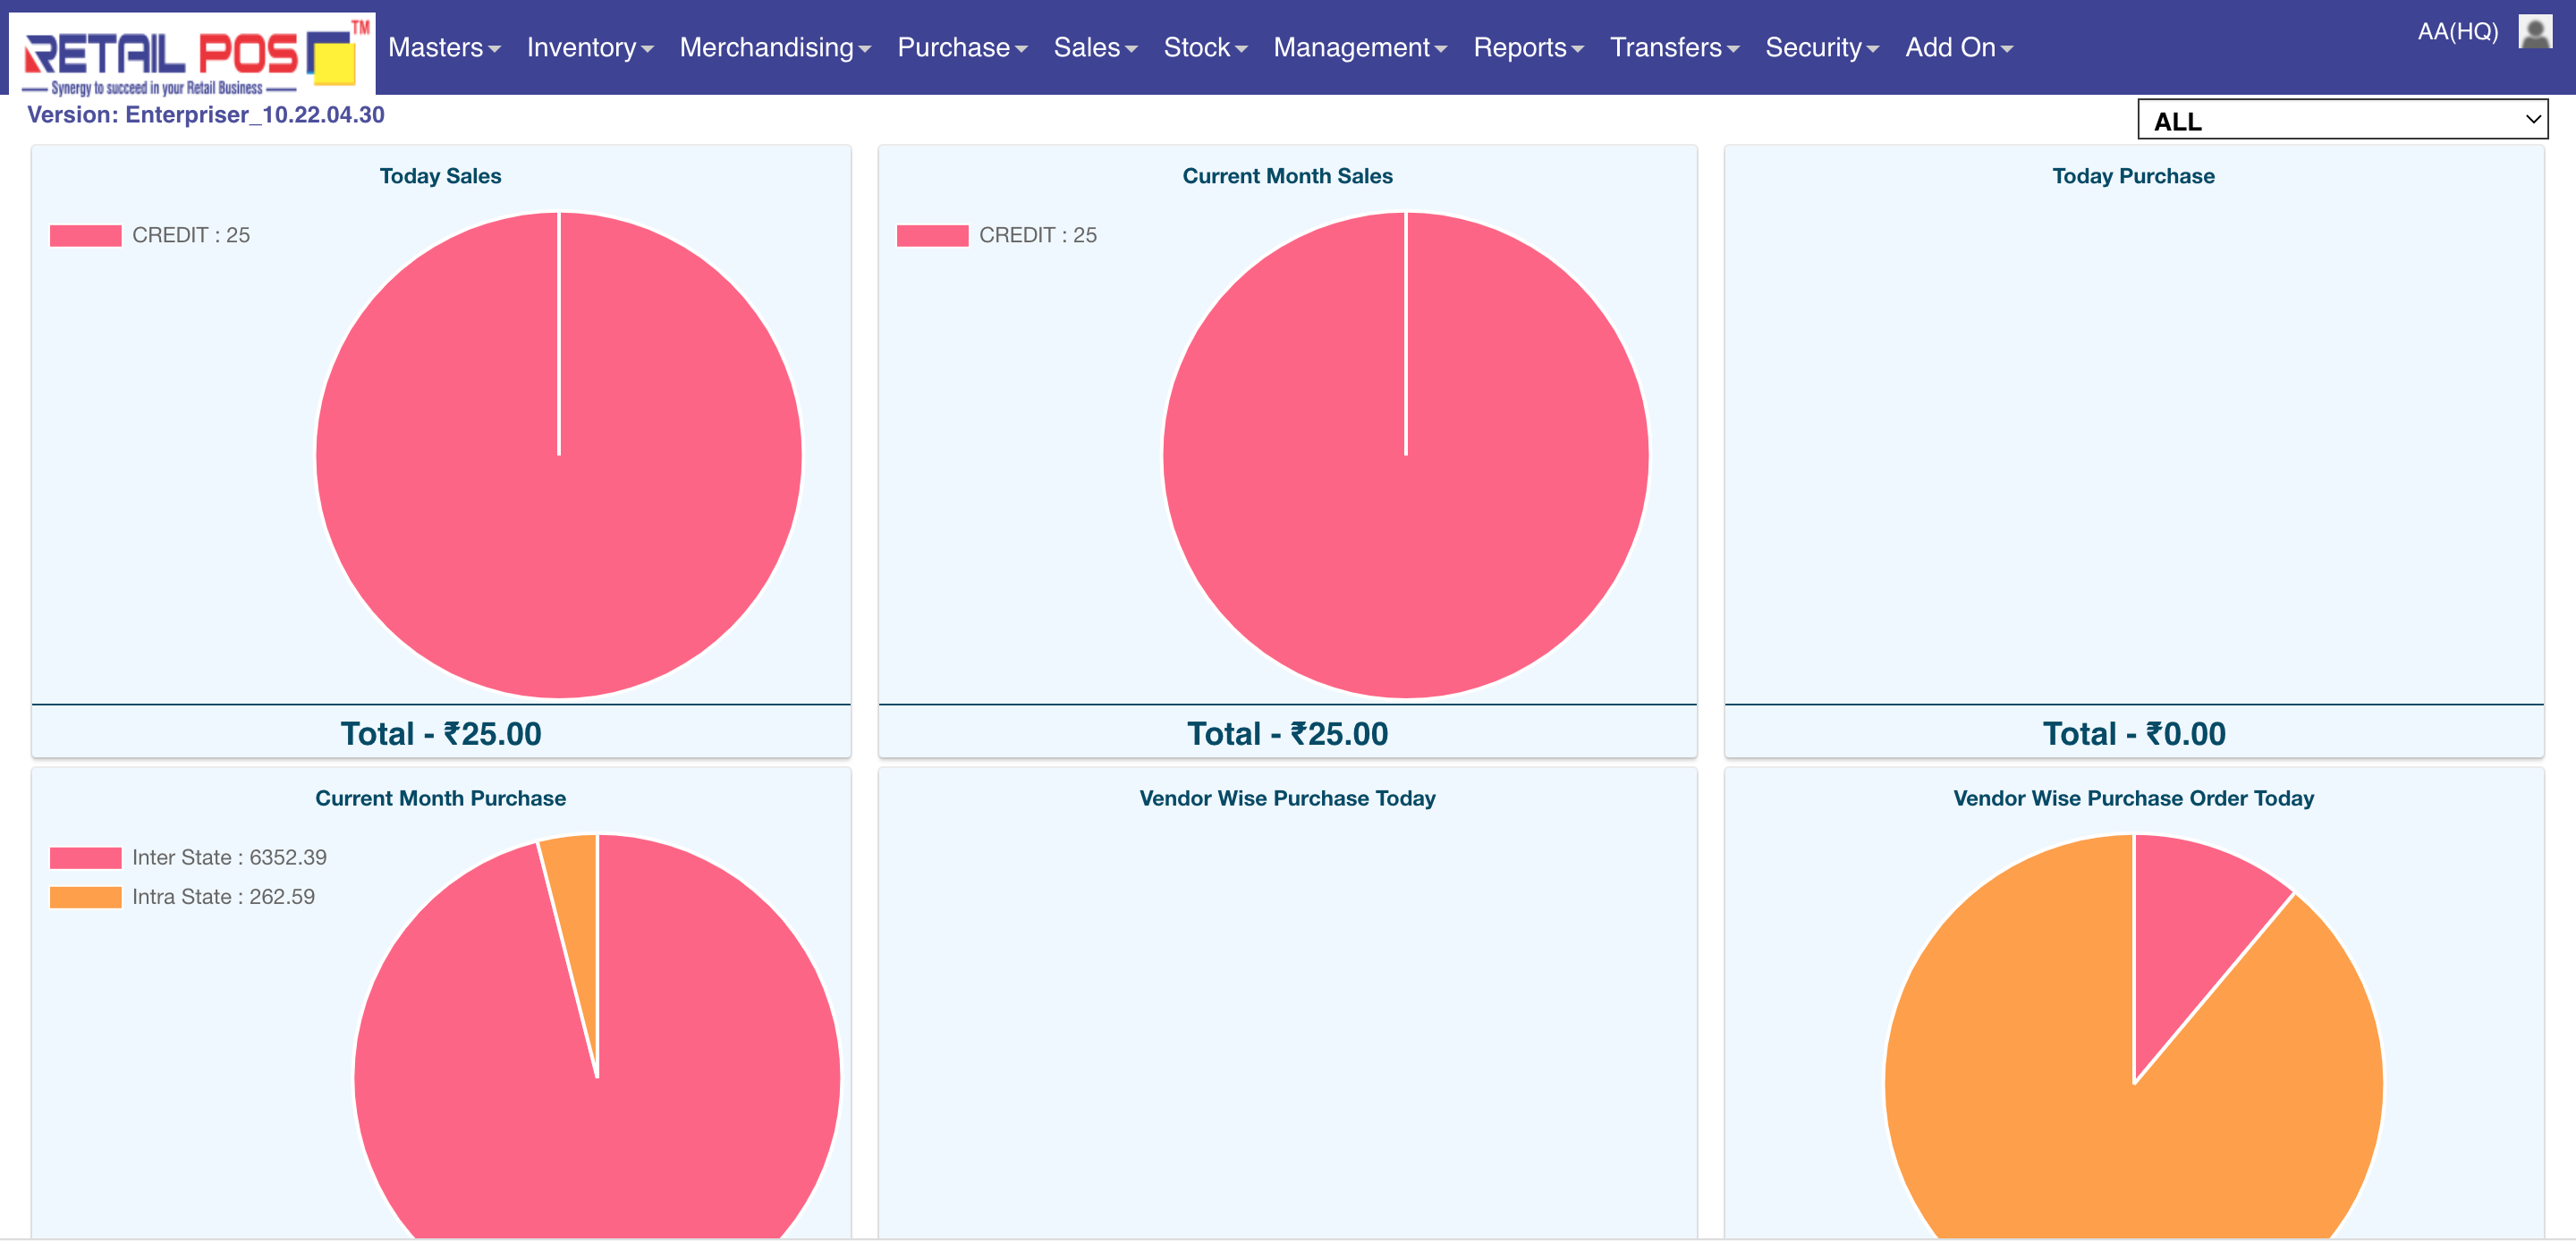 RETAIL POS TM
Synergy to succeed in your Retail Business
Masters Inventory Merchandising Purchase Sales Stock Management Reports Transfers Security Add On
AA(HQ)
Version: Enterpriser_10.22.04.30
ALL
Today Sales
CREDIT : 25
Total - ₹25.00
Current Month Sales
CREDIT : 25
Total - ₹25.00
Today Purchase
Total - ₹0.00
Current Month Purchase
Inter State : 6352.39
Intra State : 262.59
Vendor Wise Purchase Today
Vendor Wise Purchase Order Today